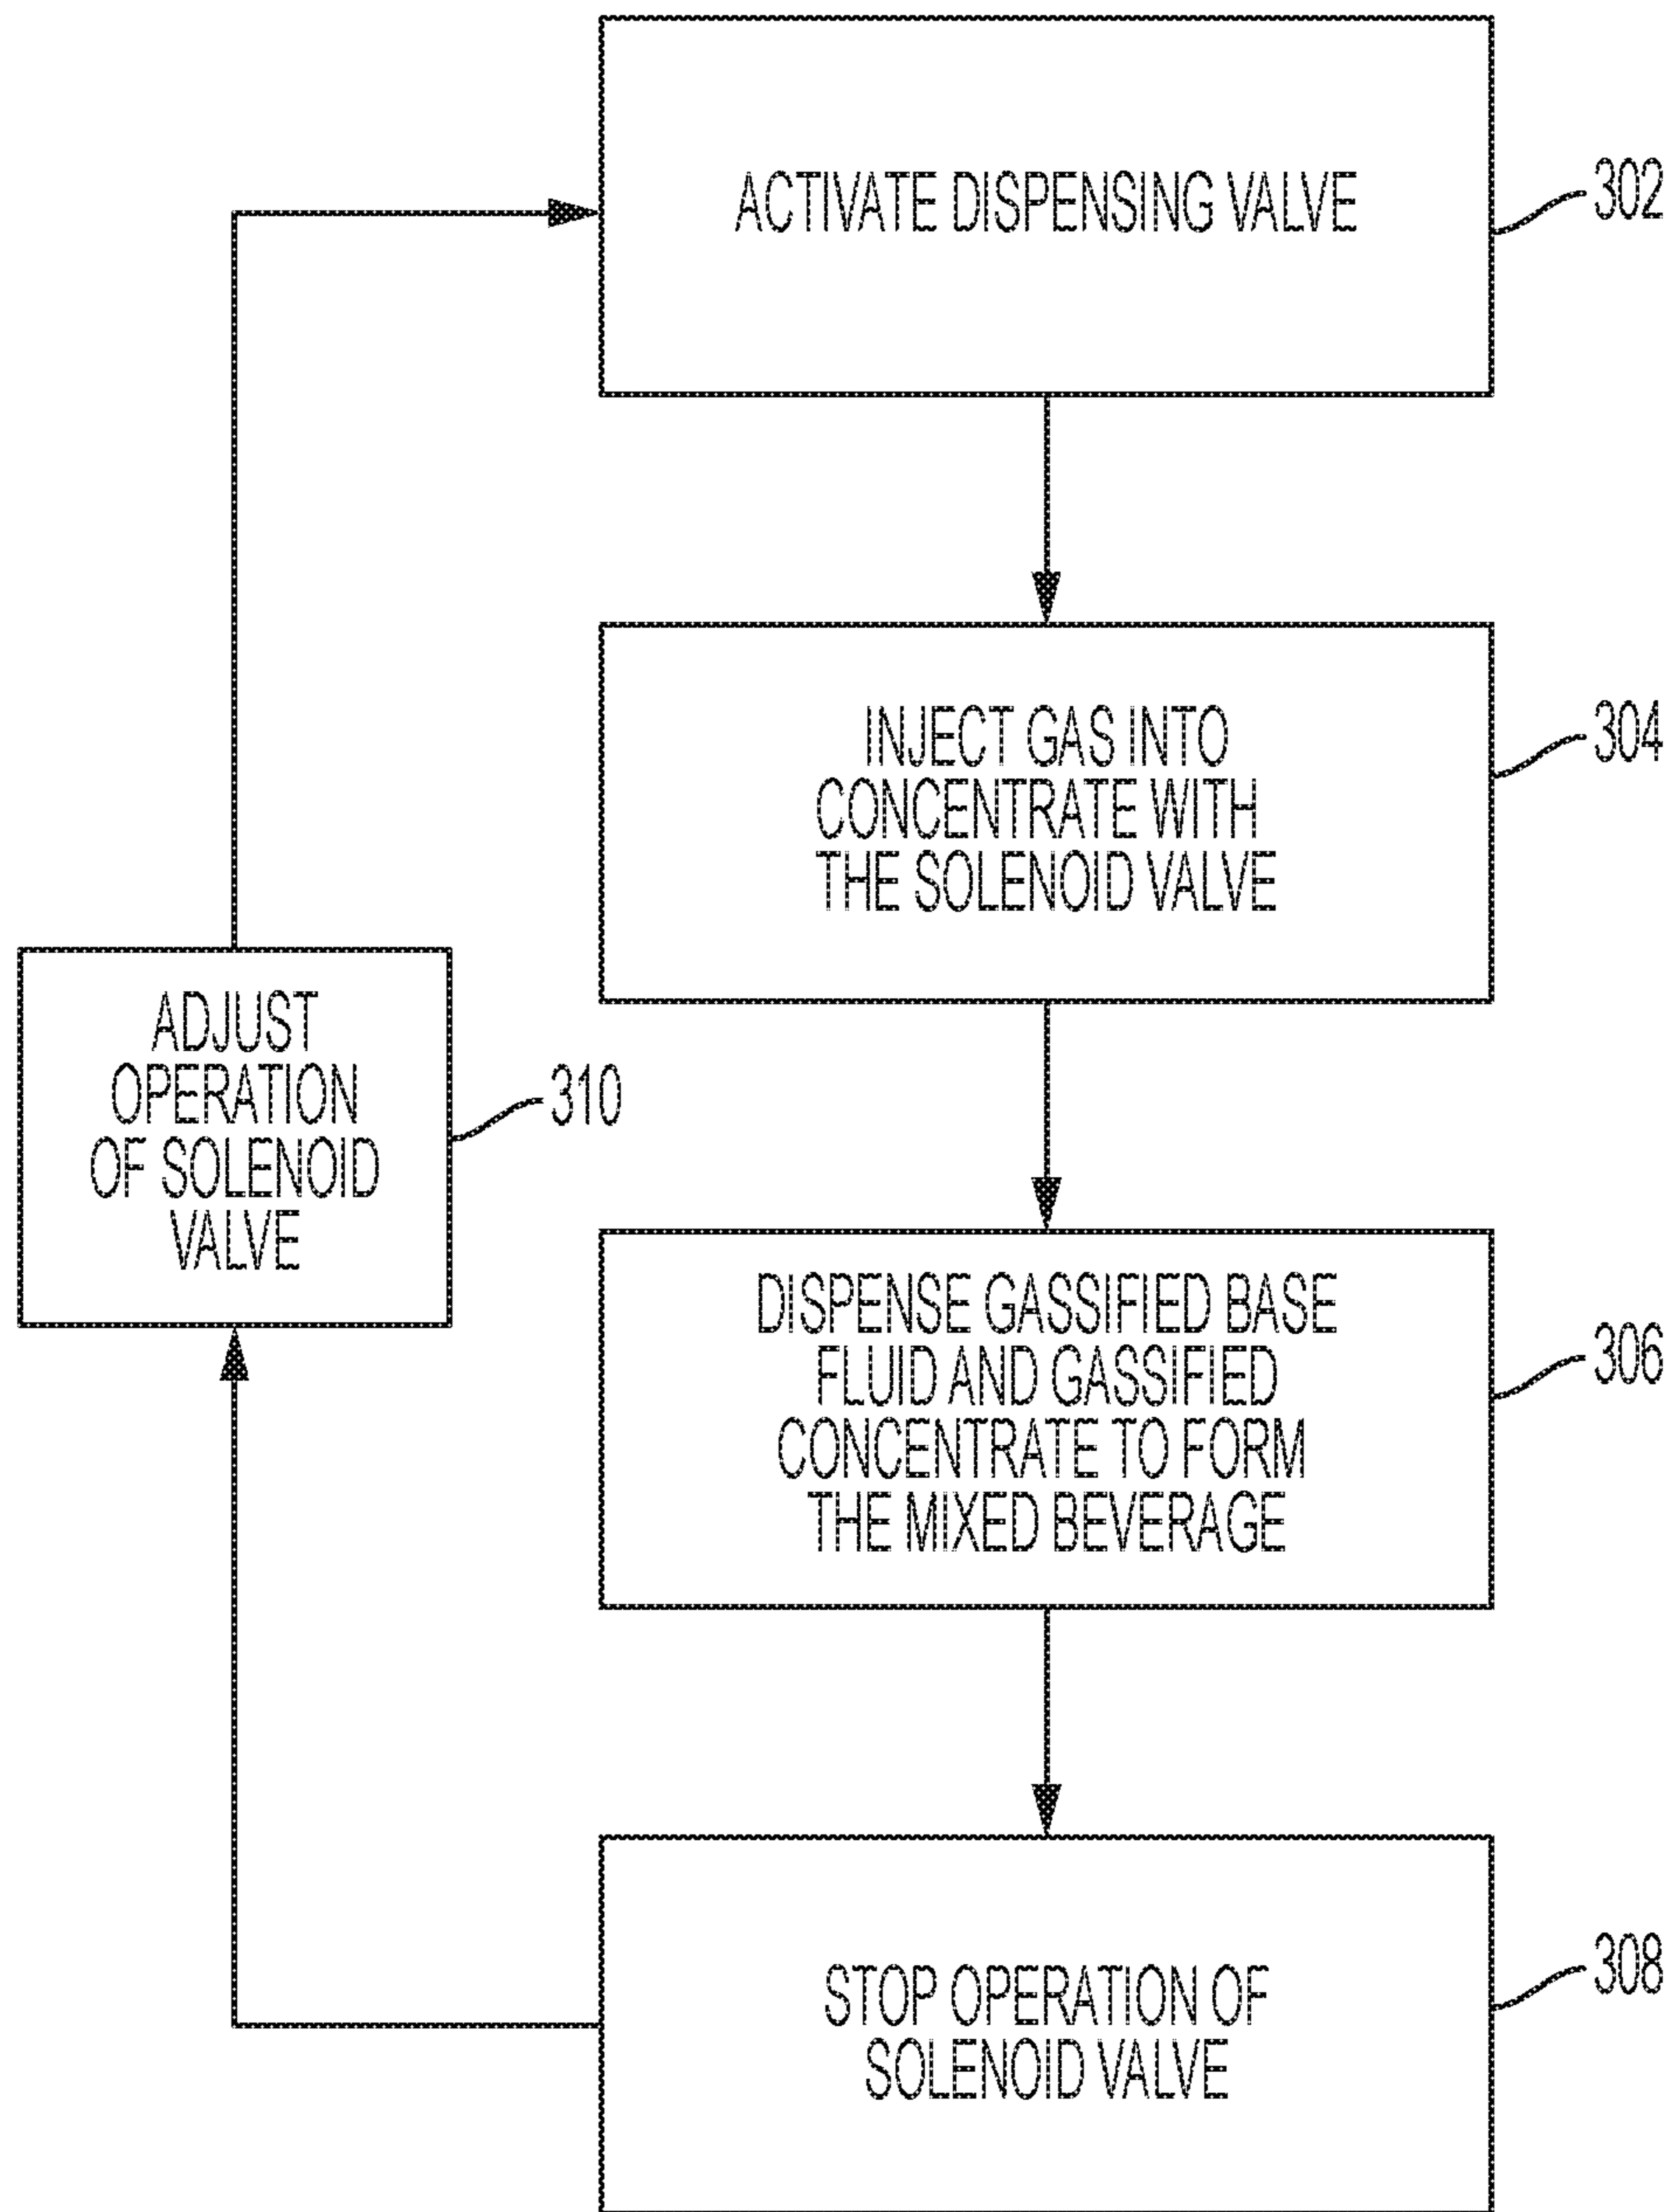 ACTIVATE DISPENSING VALVE
302
INJECT GAS INTO
CONCENTRATE WITH
THE SOLENOID VALVE
304
ADJUST
OPERATION
OF SOLENOID
VALVE
310
DISPENSE GASSIFIED BASE
FLUID AND GASSIFIED
CONCENTRATE TO FORM
THE MIXED BEVERAGE
306
STOP OPERATION OF
SOLENOID VALVE
308